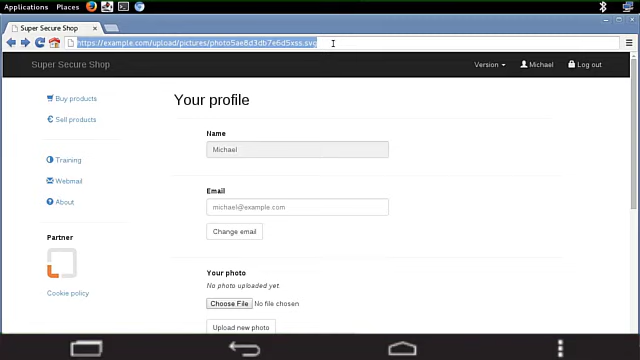 Applications Places
Super Secure Shop
https://example.com/upload/pictures/photo5ae8d3db7e6d5xss.svg
Super Secure Shop
Version
Michael
Log out
Buy products
Sell products
Training
Webmail
About
Partner
Cookie policy
Your profile
Name
Michael
Email
michael@example.com
Change email
Your photo
No photo uploaded yet
Choose File No file chosen
Upload new photo